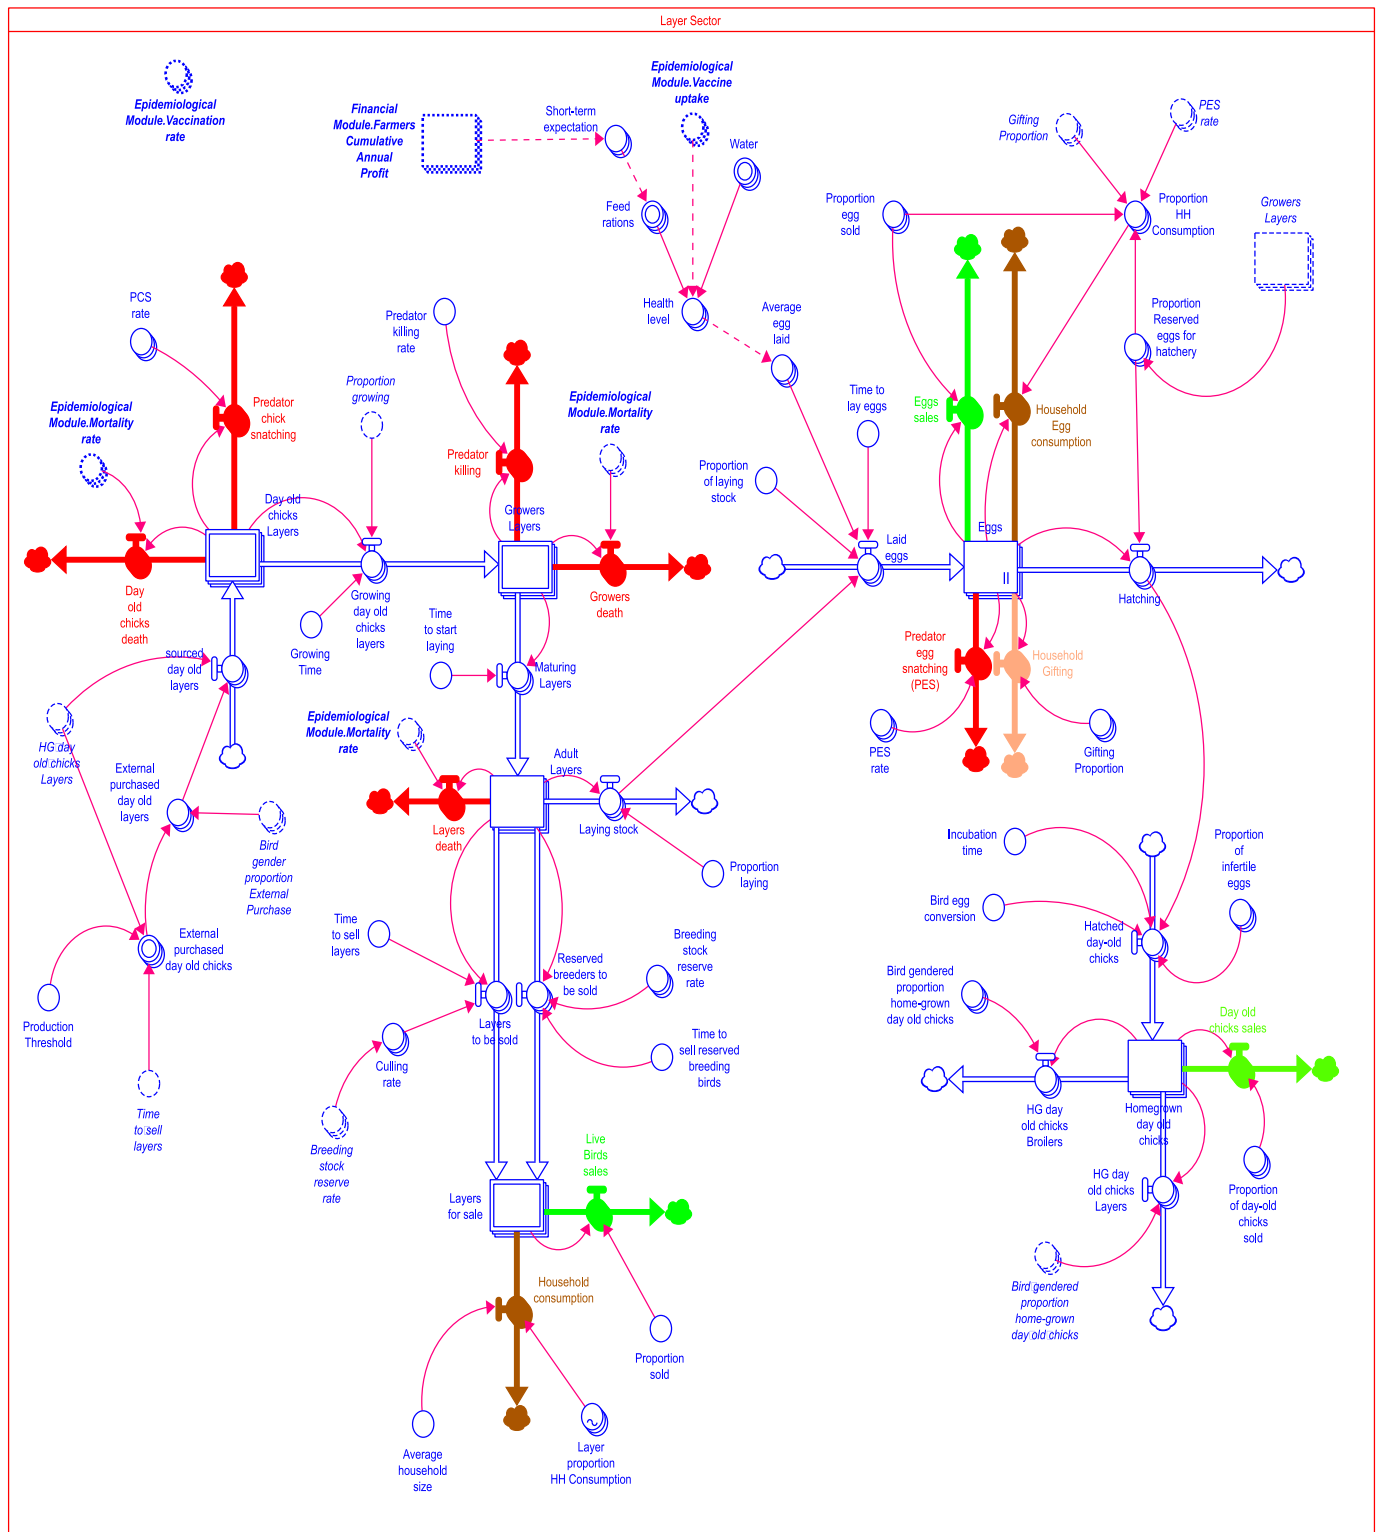 Layer Sector
Epidemiological
Module.Vaccination
rate
Financial
Module.Farmers
Cumulative
Annual
Profit
Short-term
expectation
Epidemiological
Module.Vaccine
uptake
Water
Feed
rations
Health
level
Average
egg
laid
Gifting
Proportion
PES
rate
Proportion
egg
sold
Proportion
HH
Consumption
Growers
Layers
Proportion
Reserved
eggs for
hatchery
PCS
rate
Predator
killing
rate
Proportion
growing
Epidemiological
Module.Mortality
rate
Predator
chick
snatching
Predator
killing
Epidemiological
Module.Mortality
rate
Time to
lay eggs
Proportion
of laying
stock
Eggs
sales
Household
Egg
consumption
Day old
chicks
Layers
Growers
Layers
Laid
eggs
Eggs
Hatching
Day
old
chicks
death
Growing
day old
chicks
layers
Growing
Time
Growers
death
Time
to start
laying
Maturing
Layers
sourced
day old
layers
Predator
egg
snatching
(PES)
Household
Gifting
PES
rate
Gifting
Proportion
HG day
old chicks
Layers
External
purchased
day old
layers
Bird
gender
proportion
External
Purchase
Epidemiological
Module.Mortality
rate
Adult
Layers
Layers
death
Laying stock
Proportion
laying
External
purchased
day old chicks
Production
Threshold
Time
to sell
layers
Time
to sell
layers
Reserved
breeders to
be sold
Breeding
stock
reserve
rate
Layers
to be sold
Culling
rate
Time to
sell reserved
breeding
birds
Breeding
stock
reserve
rate
Incubation
time
Proportion
of
infertile
eggs
Bird egg
conversion
Hatched
day-old
chicks
Bird gendered
proportion
home-grown
day old chicks
Day old
chicks sales
HG day
old chicks
Broilers
Homegrown
day old
chicks
HG day
old chicks
Layers
Proportion
of day-old
chicks
sold
Bird gendered
proportion
home-grown
day old chicks
Live
Birds
sales
Layers
for sale
Household
consumption
Proportion
sold
Average
household
size
Layer
proportion
HH Consumption